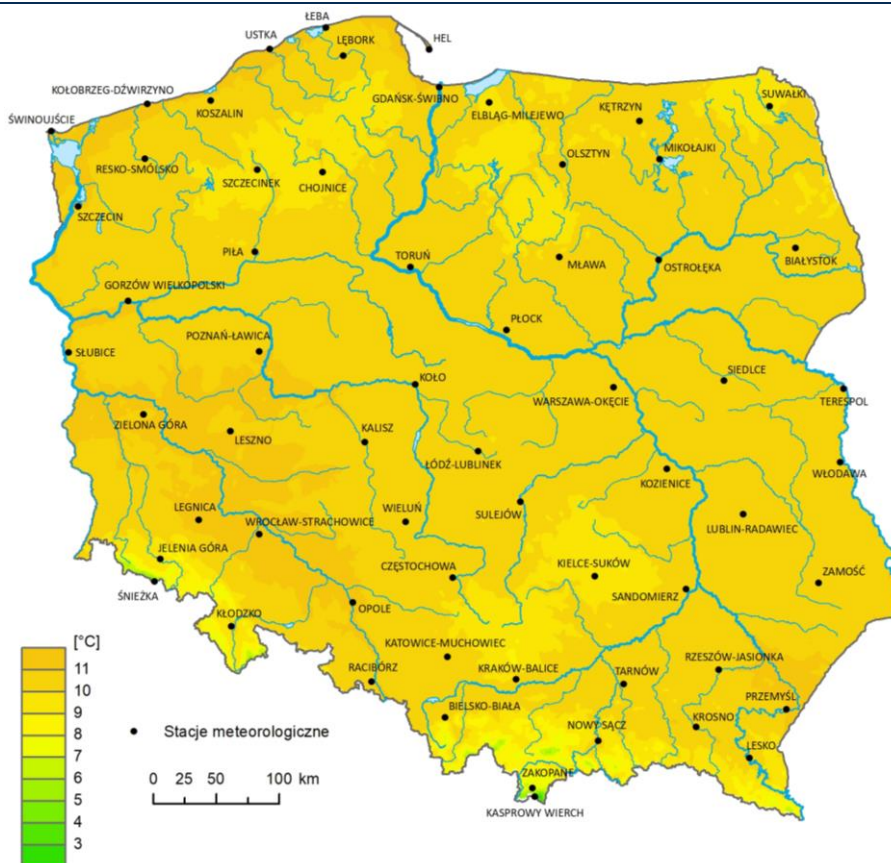 ŁEBA
USTKA
HEL
LĘBORK
KOŁOBRZEG-DŹWIRZYNO
GDAŃSK-ŚWIBNO
SUWAŁKI
KOSZALIN
ELBLĄG-MILEJEWO
KĘTRZYN
ŚWINOUJŚCIE
RESKO-SMÓLSKO
SZCZECINEK
CHOJNICE
OLSZTYN
MIKOŁAJKI
SZCZECIN
PIŁA
TORUŃ
MŁAWA
OSTROŁĘKA
BIAŁYSTOK
GORZÓW WIELKOPOLSKI
PŁOCK
SŁUBICE
POZNAŃ-ŁAWICA
KOŁO
WARSZAWA-OKĘCIE
SIEDLCE
TERESPOL
ZIELONA GÓRA
LESZNO
KALISZ
ŁÓDŹ-LUBLINEK
KOZIENICE
WŁODAWA
LEGNICA
WROCŁAW-STRACHOWICE
WIELUŃ
SULEJÓW
LUBLIN-RADAWIEC
JELENIA GÓRA
CZĘSTOCHOWA
KIELCE-SUKÓW
SANDOMIERZ
ZAMOŚĆ
ŚNIEŻKA
KŁODZKO
OPOLE
KATOWICE-MUCHOWIEC
RACIBÓRZ
KRAKÓW-BALICE
TARNÓW
RZESZÓW-JASIONKA
BIELSKO-BIAŁA
NOWY SĄCZ
KROSNO
PRZEMYŚL
LESKO
ZAKOPANE
KASPROWY WIERCH
[°C]
11
10
9
8
7
6
5
4
3
Stacje meteorologiczne
0 25 50 100 km